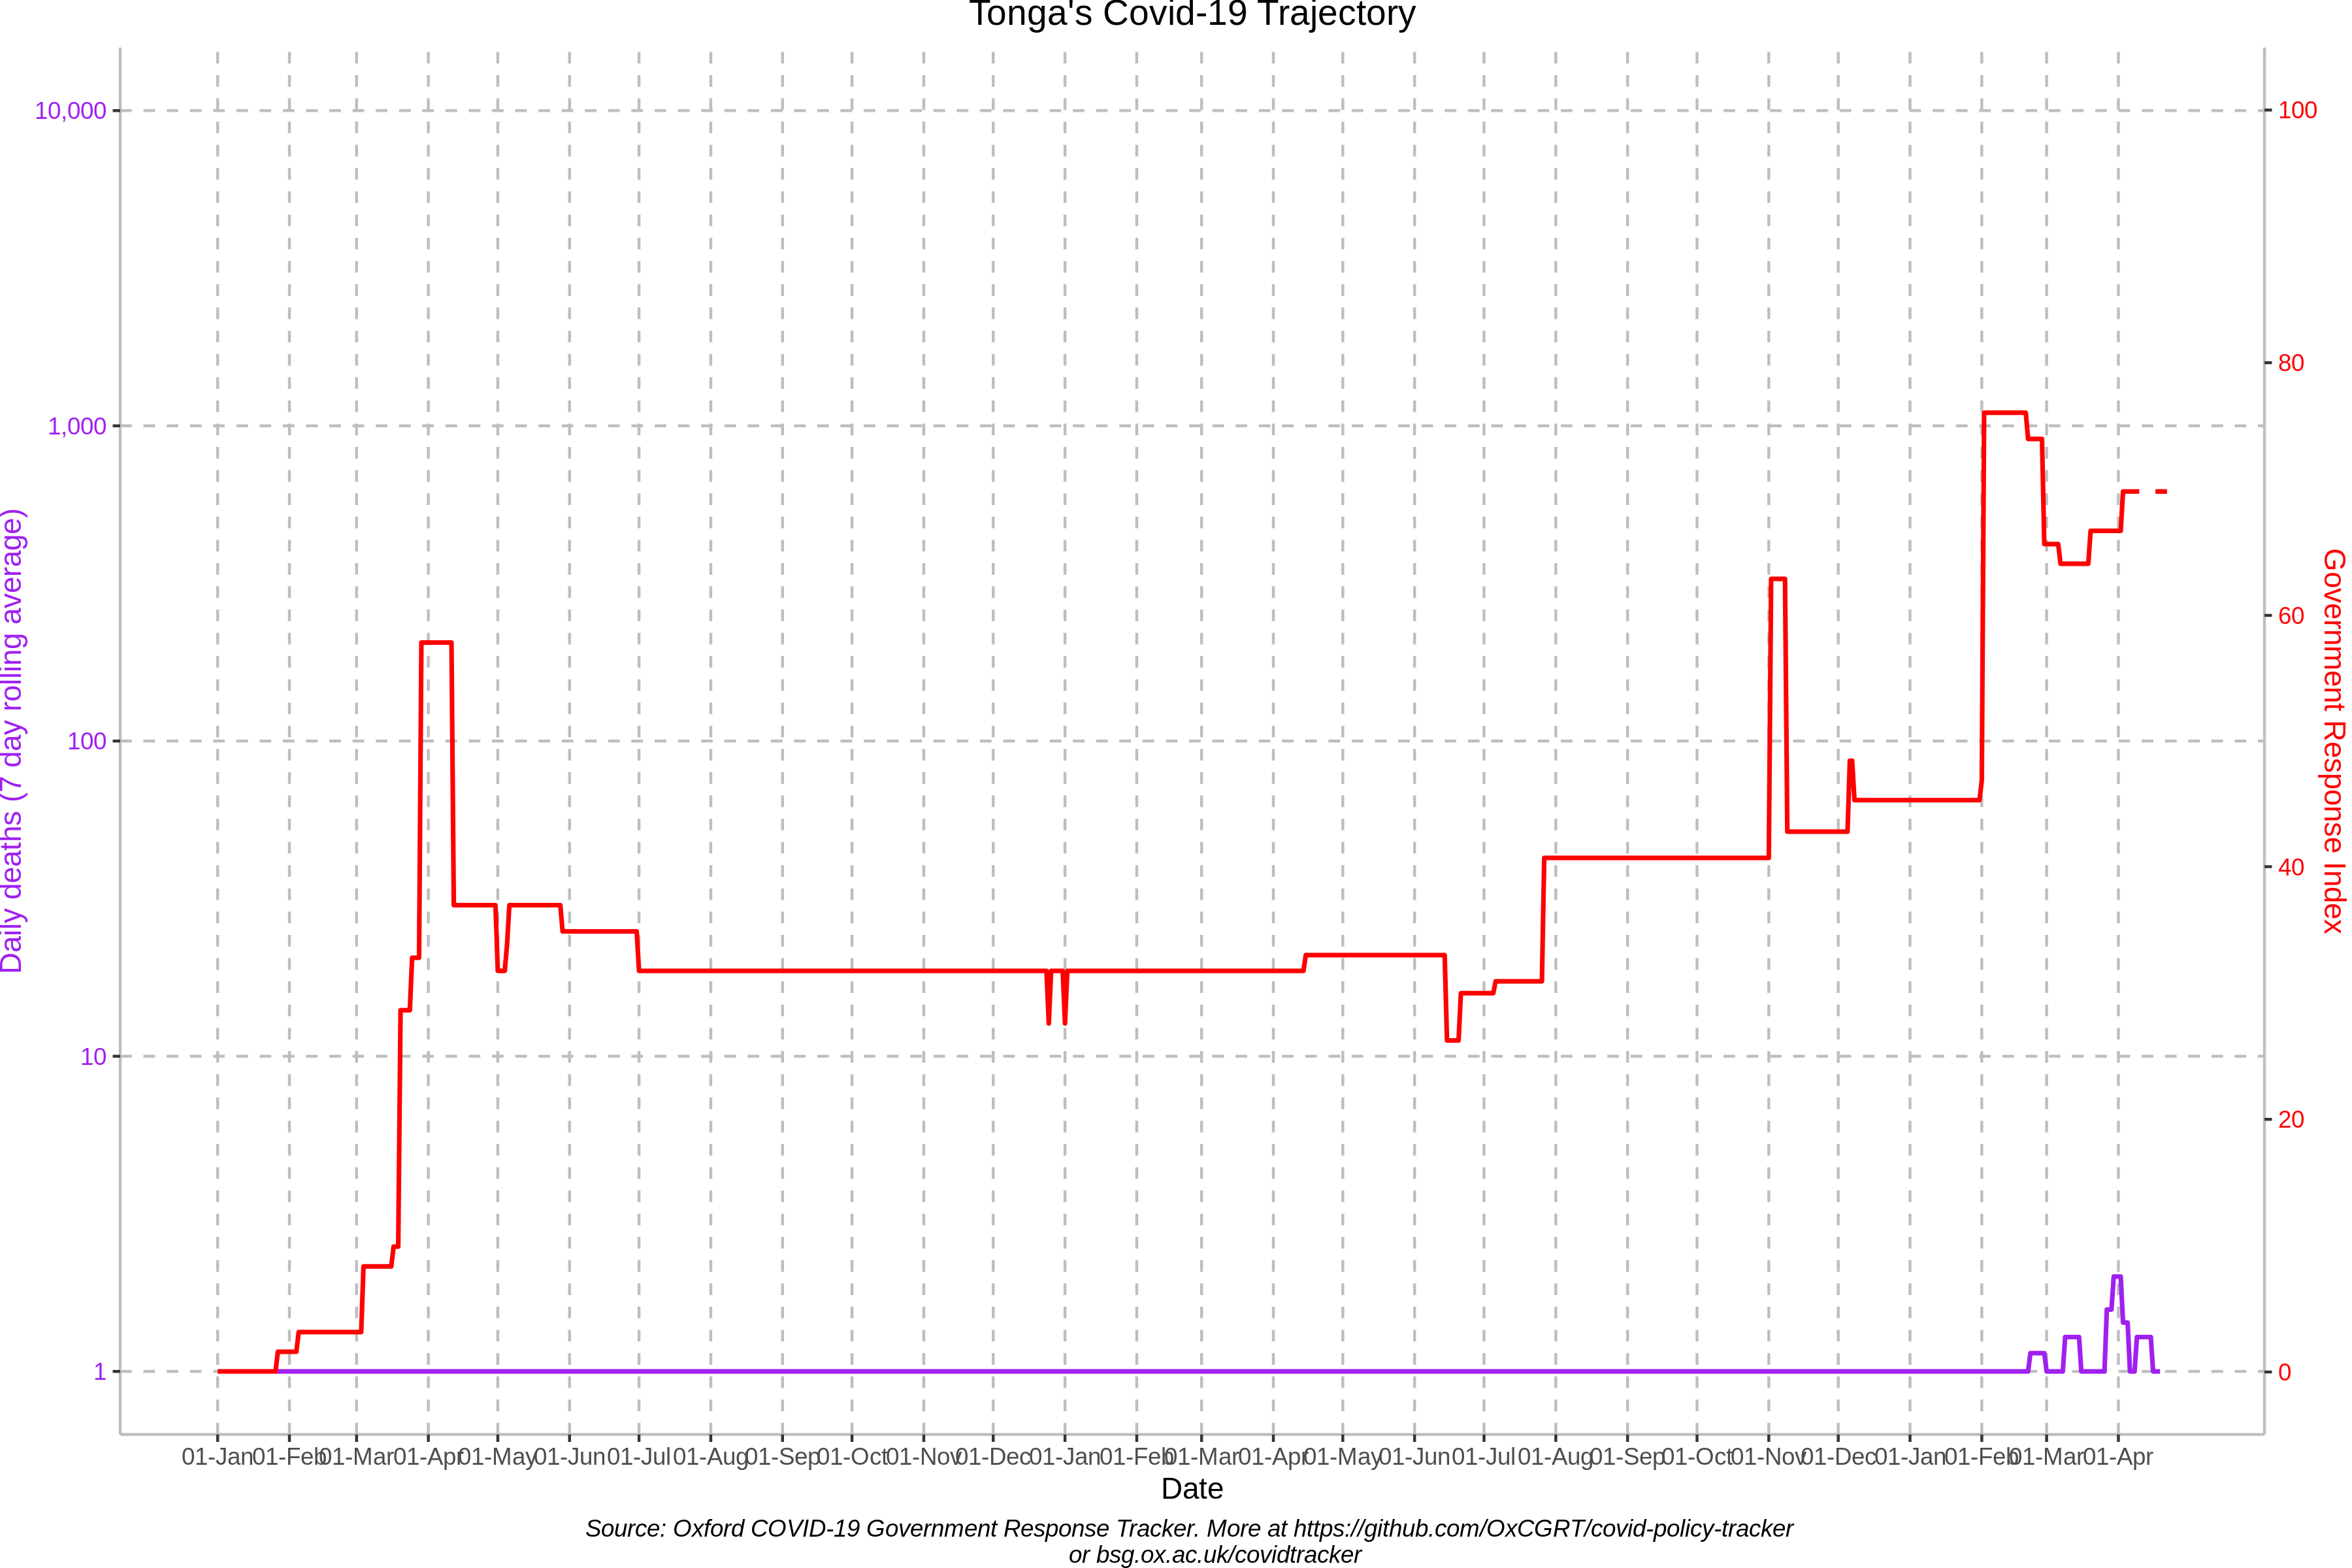 Tonga's Covid-19 Trajectory
10,000
1,000
100
10
1
Daily deaths (7 day rolling average)
100
80
60
40
20
0
Government Response Index
01-Jan 01-Feb 01-Mar 01-Apr 01-May 01-Jun 01-Jul 01-Aug 01-Sep 01-Oct 01-Nov 01-Dec 01-Jan 01-Feb 01-Mar 01-Apr 01-May 01-Jun 01-Jul 01-Aug 01-Sep 01-Oct 01-Nov 01-Dec 01-Jan 01-Feb 01-Mar 01-Apr
Date
Source: Oxford COVID-19 Government Response Tracker. More at https://github.com/OxCGRT/covid-policy-tracker
or bsg.ox.ac.uk/covidtracker